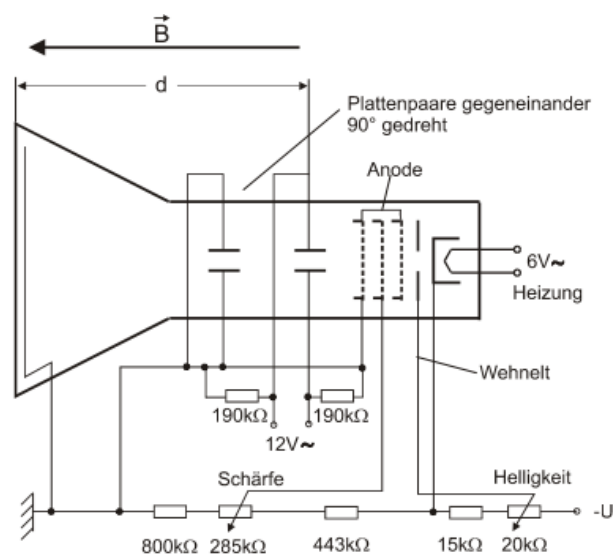 B
d
Plattenpaare gegeneinander
90° gedreht
Anode
6V~
Heizung
Wehnelt
190kΩ
190kΩ
12V~
Schärfe
Helligkeit
-U
800kΩ
285kΩ
443kΩ
15kΩ
20kΩ